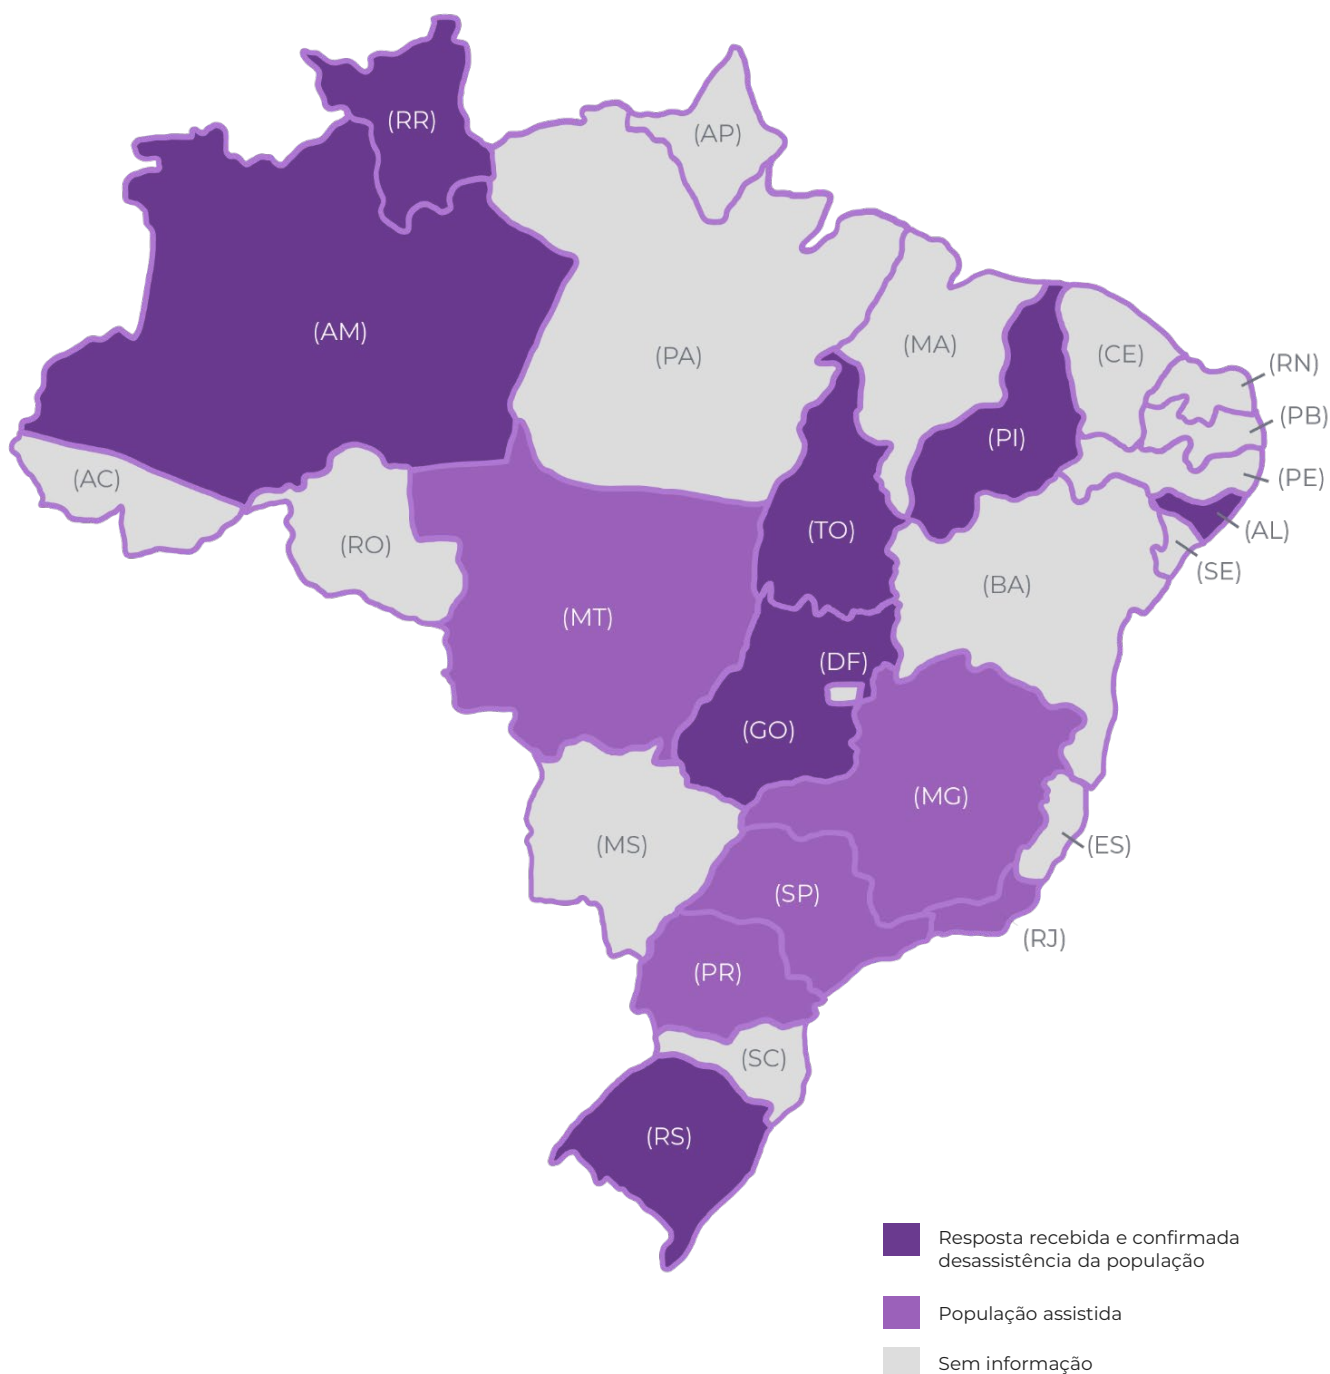 (RR)
(AP)
(AM)
(PA)
(MA)
(CE)
(RN)
(PB)
(PI)
(PE)
(AC)
(TO)
(AL)
(RO)
(SE)
(BA)
(MT)
(DF)
(GO)
(MG)
(MS)
(ES)
(SP)
(RJ)
(PR)
(SC)
(RS)
Resposta recebida e confirmada
desassistência da população
População assistida
Sem informação